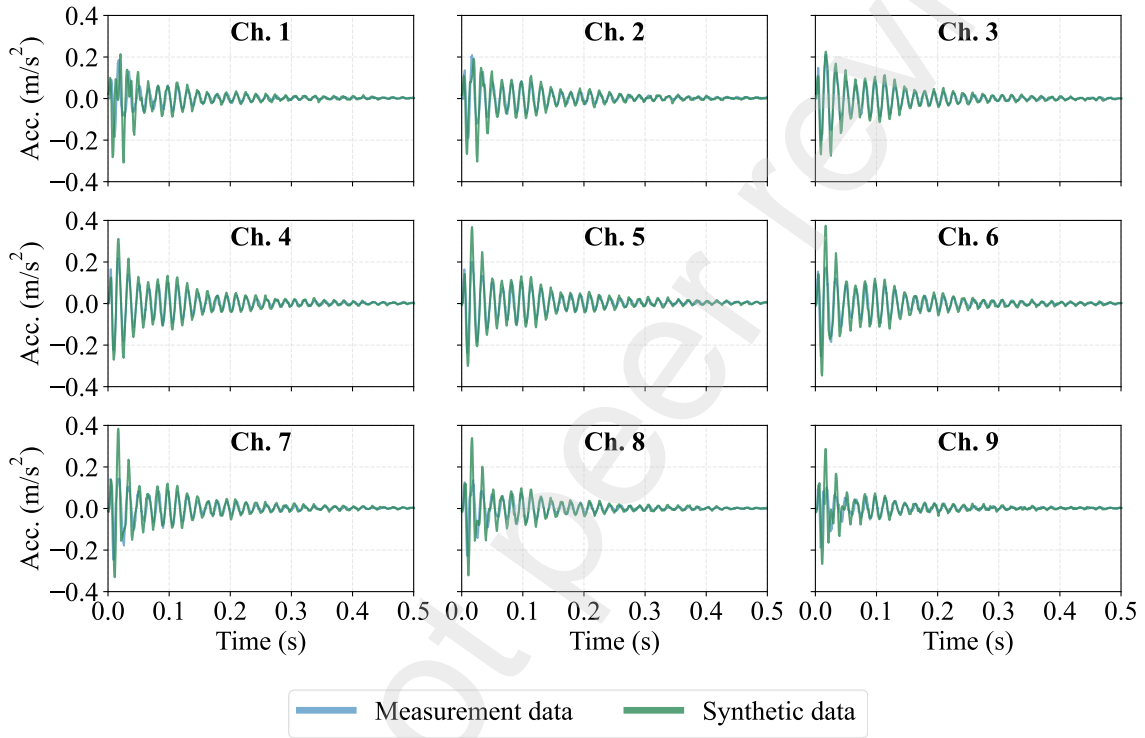 Ch. 1 Ch. 2 Ch. 3
0.4
0.2
0.0
−0.2
−0.4
Acc. (m/s²)
Ch. 4 Ch. 5 Ch. 6
0.4
0.2
0.0
−0.2
−0.4
Acc. (m/s²)
Ch. 7 Ch. 8 Ch. 9
0.4
0.2
0.0
−0.2
−0.4
Acc. (m/s²)
0.0 0.1 0.2 0.3 0.4 0.5 0.0 0.1 0.2 0.3 0.4 0.5 0.0 0.1 0.2 0.3 0.4 0.5
Time (s) Time (s) Time (s)
Measurement data Synthetic data
peer